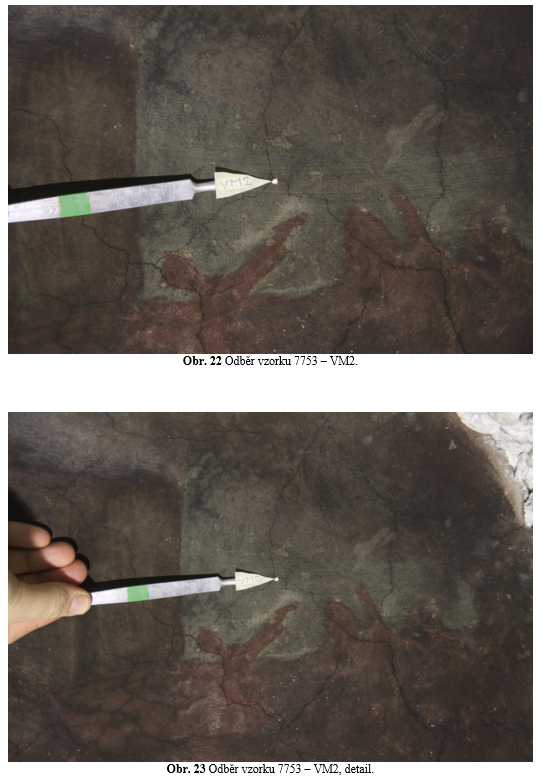 VM2
Obr. 22 Odběr vzorku 7753 – VM2.
VM2
Obr. 23 Odběr vzorku 7753 – VM2, detail.